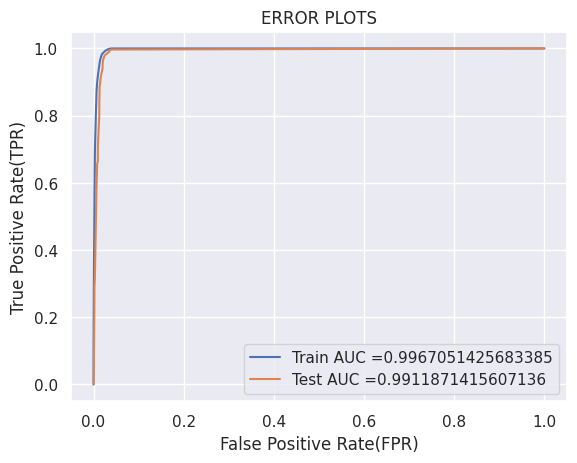 ERROR PLOTS
1.0
0.8
0.6
0.4
0.2
0.0
True Positive Rate(TPR)
Train AUC =0.9967051425683385
Test AUC =0.9911871415607136
0.0 0.2 0.4 0.6 0.8 1.0
False Positive Rate(FPR)